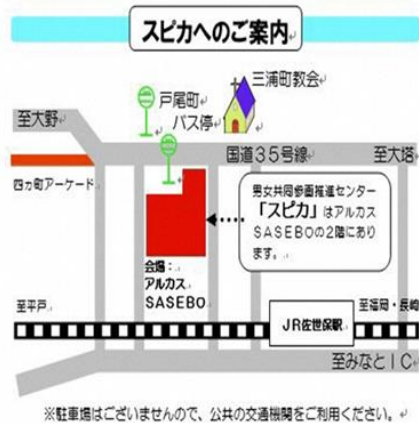 スピカへのご案内
三浦町教会
戸尾町
バス停
至大野
国道35号線
至大塔
四ヵ町アーケード
男女共同参画推進センター
「スピカ」はアルカス
SASEBOの2階にあり
ます。
会場：
アルカス
SASEBO
至平戸
至福岡・長崎
JR佐世保駅
至みなとIC
※駐車場はございませんので、公共の交通機関をご利用ください。